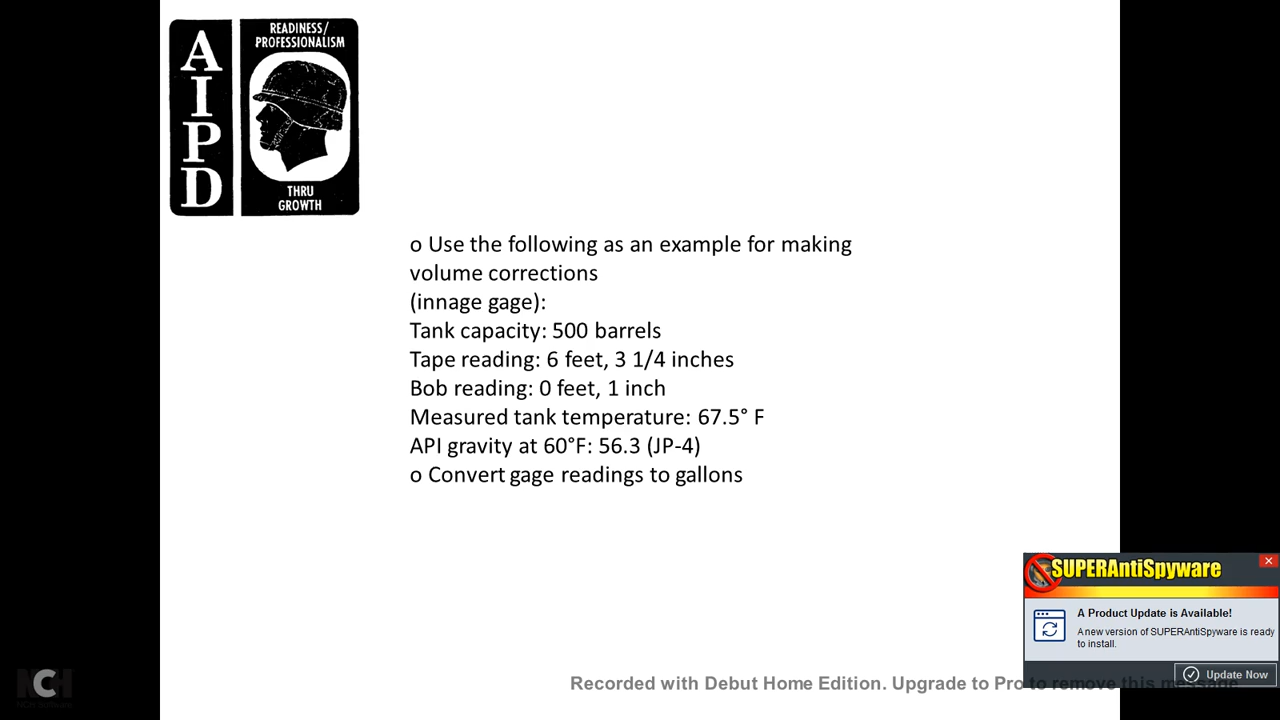 A
I
P
D
READINESS/
PROFESSIONALISM
THRU
GROWTH
o Use the following as an example for making
volume corrections
(innage gage):
Tank capacity: 500 barrels
Tape reading: 6 feet, 3 1/4 inches
Bob reading: 0 feet, 1 inch
Measured tank temperature: 67.5° F
API gravity at 60°F: 56.3 (JP-4)
o Convert gage readings to gallons
SUPERAntiSpyware
A Product Update is Available!
A new version of SUPERAntiSpyware is ready
to install.
Update Now
NCH
Recorded with Debut Home Edition. Upgrade to Pro to remove this message